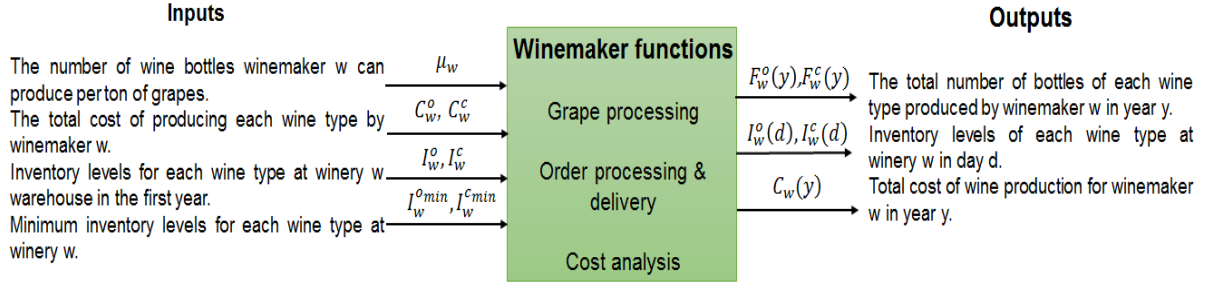 Inputs
The number of wine bottles winemaker w can
produce per ton of grapes.
The total cost of producing each wine type by
winemaker w.
Inventory levels for each wine type at winery w
warehouse in the first year.
Minimum inventory levels for each wine type at
winery w.
μ_w
C_w^o, C_w^c
I_w^o, I_w^c
I_w^{omin}, I_w^{cmin}
Winemaker functions
Grape processing
Order processing &
delivery
Cost analysis
Outputs
F_w^o(y),F_w^c(y)
I_w^o(d),I_w^c(d)
C_w(y)
The total number of bottles of each wine
type produced by winemaker w in year y.
Inventory levels of each wine type at
winery w in day d.
Total cost of wine production for winemaker
w in year y.